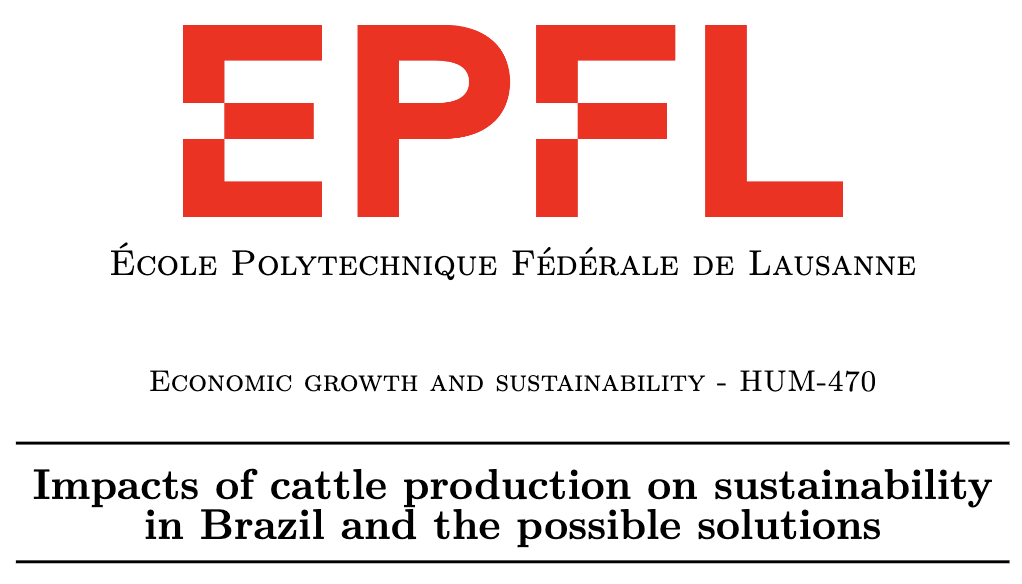 EPFL
École Polytechnique Fédérale de Lausanne
Economic growth and sustainability - HUM-470
Impacts of cattle production on sustainability
in Brazil and the possible solutions